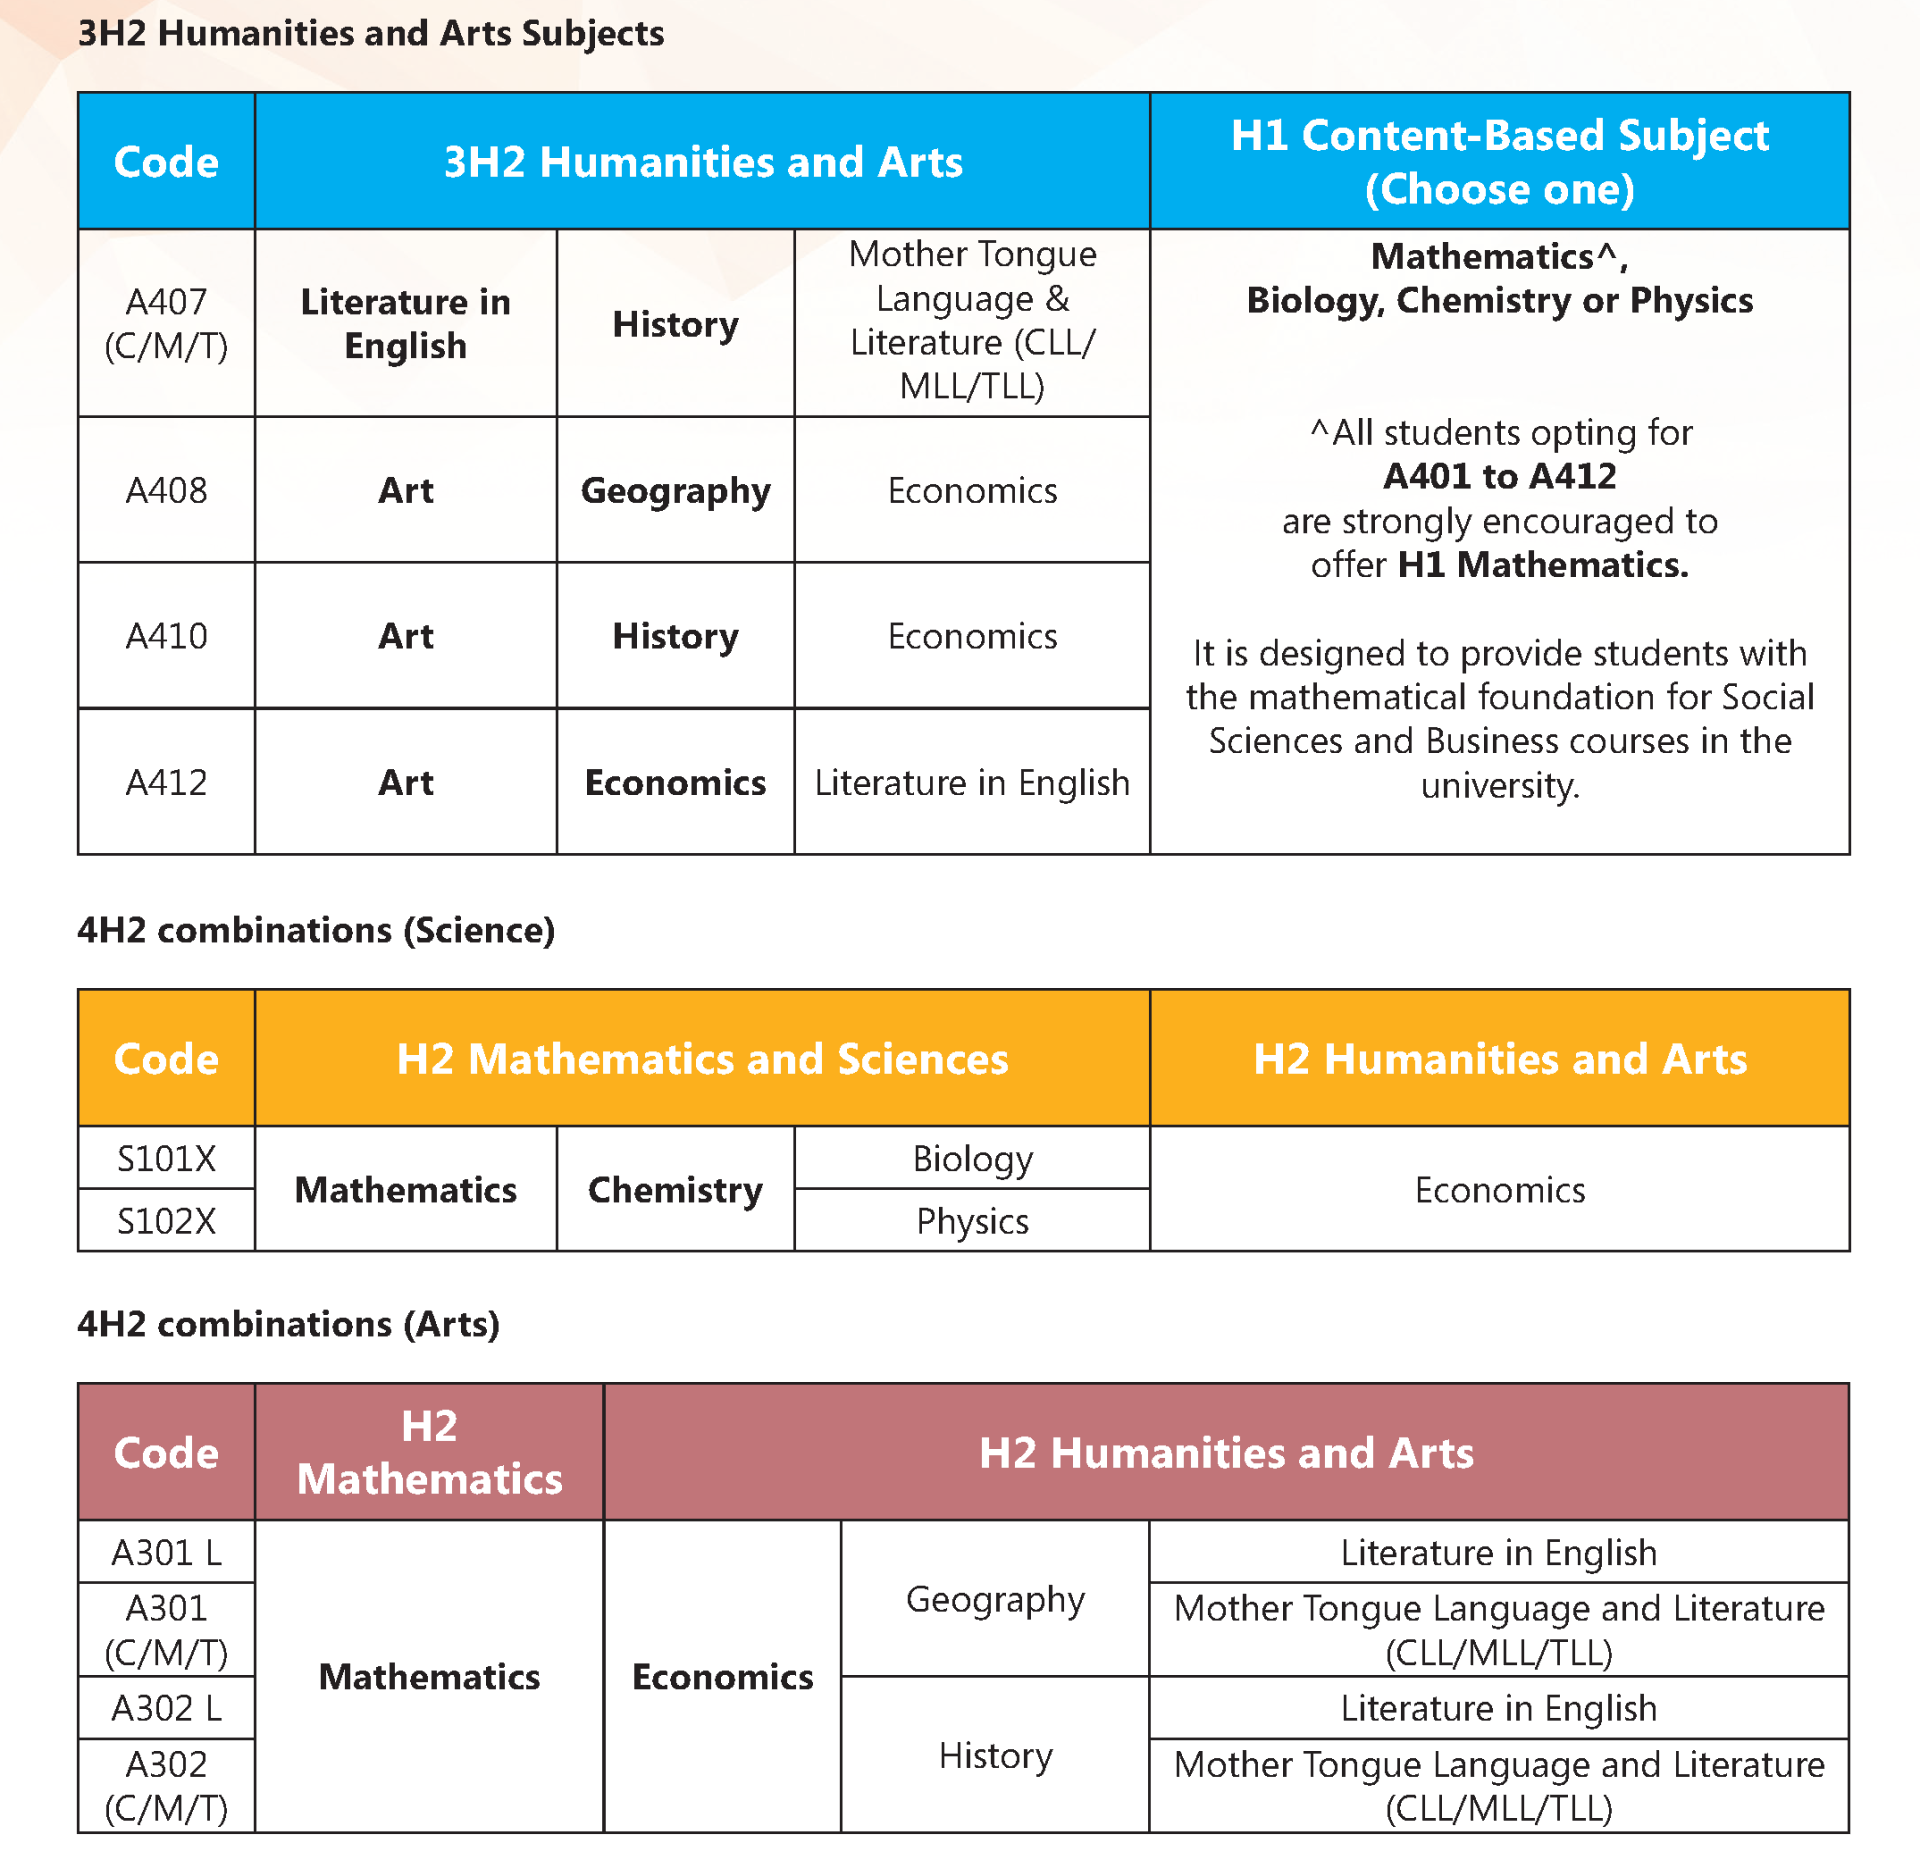 3H2 Humanities and Arts Subjects
Code
3H2 Humanities and Arts
H1 Content-Based Subject
(Choose one)
A407
(C/M/T)
Literature in
English
History
Mother Tongue
Language &
Literature (CLL/
MLL/TLL)
Mathematics^,
Biology, Chemistry or Physics
^All students opting for
A401 to A412
are strongly encouraged to
offer H1 Mathematics.
It is designed to provide students with
the mathematical foundation for Social
Sciences and Business courses in the
university.
A408
Art
Geography
Economics
A410
Art
History
Economics
A412
Art
Economics
Literature in English
4H2 combinations (Science)
Code
H2 Mathematics and Sciences
H2 Humanities and Arts
S101X
Mathematics
Chemistry
Biology
Economics
S102X
Physics
4H2 combinations (Arts)
Code
H2
Mathematics
H2 Humanities and Arts
A301 L
Mathematics
Economics
Geography
Literature in English
A301
(C/M/T)
Mother Tongue Language and Literature
(CLL/MLL/TLL)
A302 L
History
Literature in English
A302
(C/M/T)
Mother Tongue Language and Literature
(CLL/MLL/TLL)